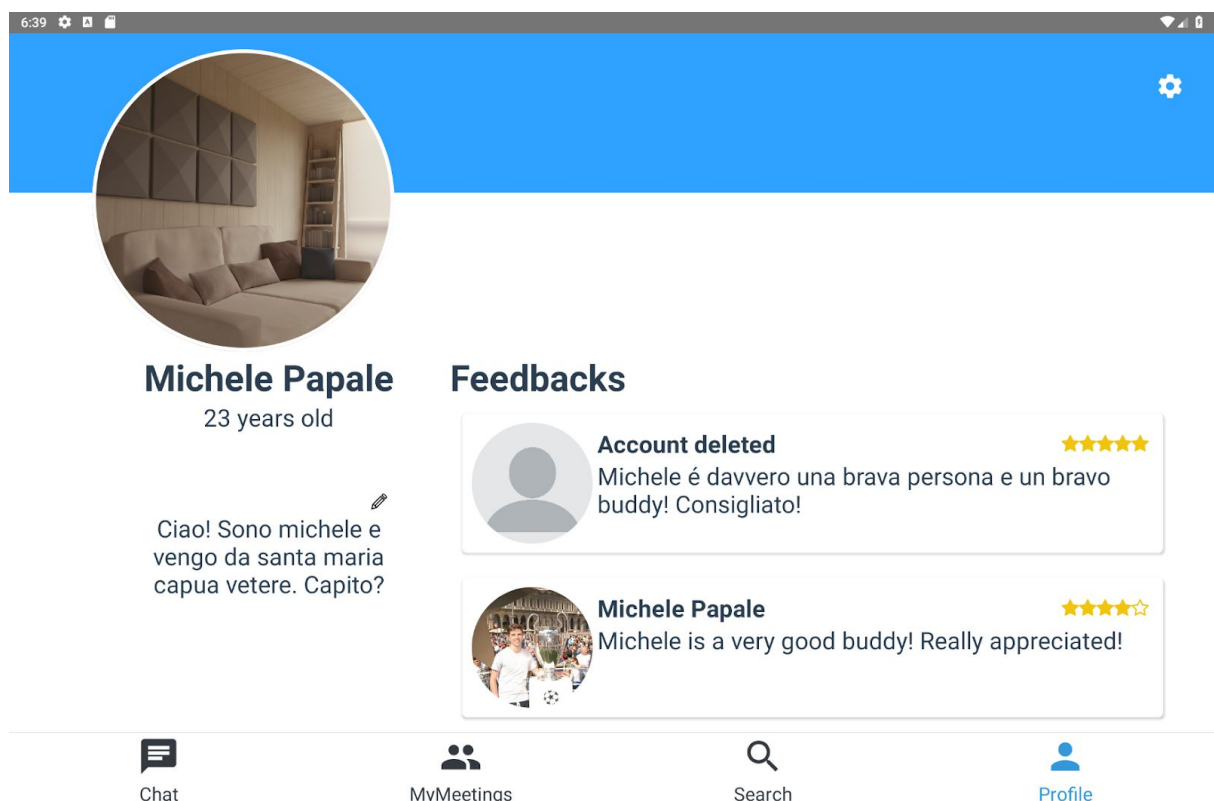 6:39
Michele Papale
23 years old
Ciao! Sono michele e
vengo da santa maria
capua vetere. Capito?
Feedbacks
Account deleted
Michele é davvero una brava persona e un bravo
buddy! Consigliato!
Michele Papale
Michele is a very good buddy! Really appreciated!
Chat
MyMeetings
Search
Profile